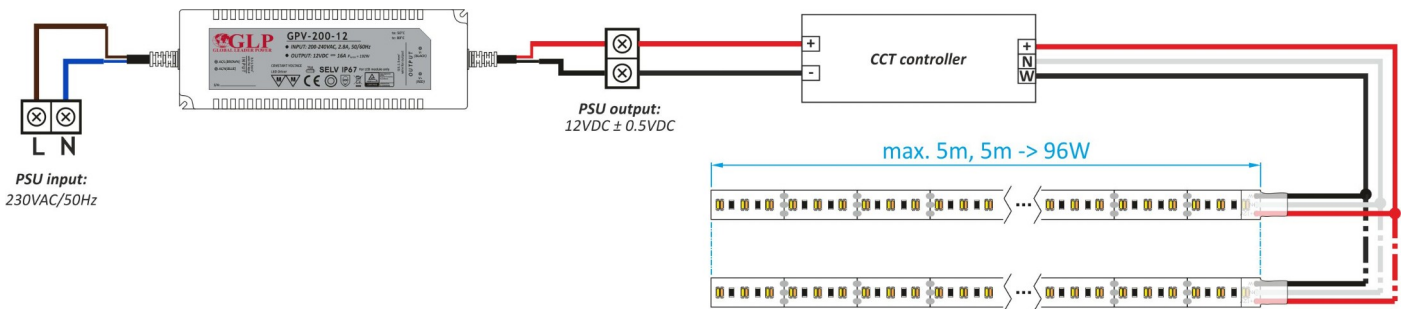 GLP
GLOBAL LEADER POWER
GPV-200-12
● INPUT: 200-240VAC, 2.8A, 50/60Hz
● OUTPUT: 12VDC ⎓ 16A
SELV IP67
OUTPUT
L N
PSU input:
230VAC/50Hz
PSU output:
12VDC ± 0.5VDC
+
-
CCT controller
+
N
W
max. 5m, 5m -> 96W
...
...